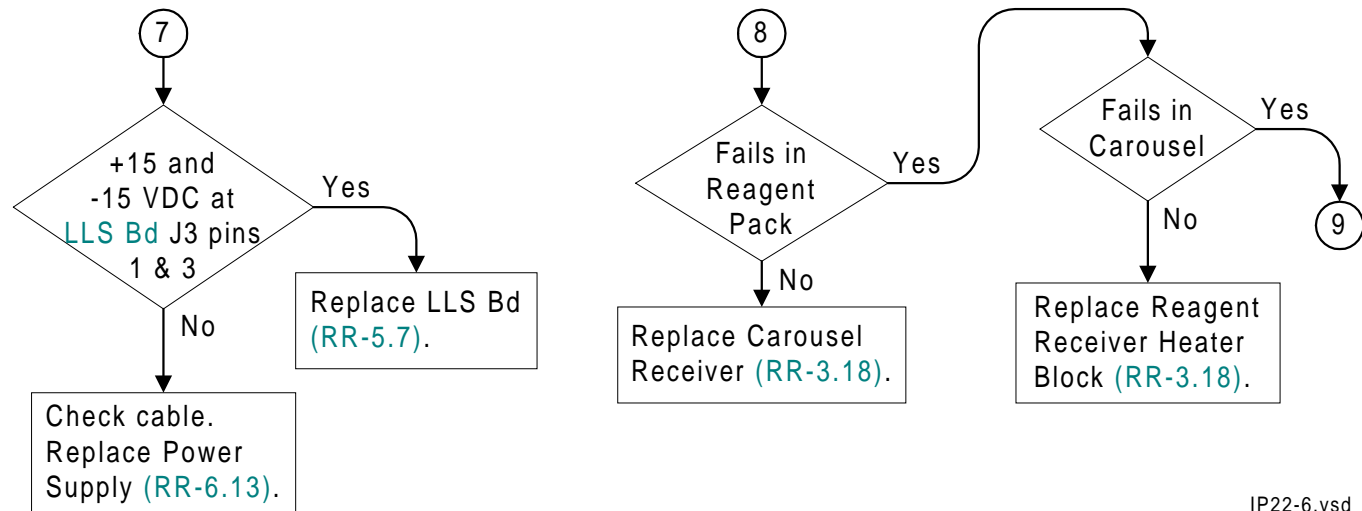 7
+15 and
-15 VDC at
LLS Bd J3 pins
1 & 3
Yes
Replace LLS Bd
(RR-5.7).
No
Check cable.
Replace Power
Supply (RR-6.13).
8
Fails in
Reagent
Pack
Yes
No
Replace Carousel
Receiver (RR-3.18).
Fails in
Carousel
Yes
9
No
Replace Reagent
Receiver Heater
Block (RR-3.18).
IP22-6.vsd